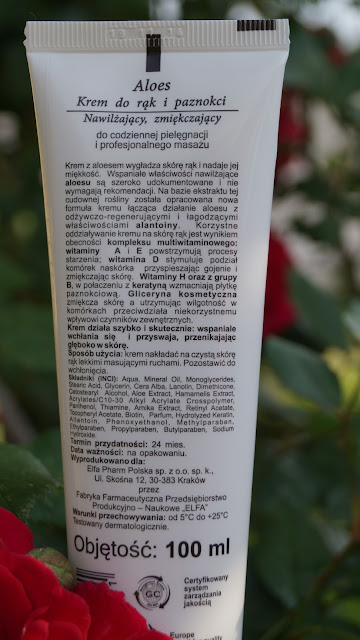 Aloes
Krem do rąk i paznokci
Nawilżający, zmiękczający
do codziennej pielęgnacji
i profesjonalnego masażu
Krem z aloesem wygładza skórę rąk i nadaje jej
miękkość. Wspaniałe właściwości nawilżające
aloesu są szeroko udokumentowane i nie
wymagają rekomendacji. Na bazie ekstraktu tej
cudownej rośliny została opracowana nowa
formuła kremu łącząca działanie aloesu z
odżywczo-regenerującymi i łagodzącymi
właściwościami alantoiny. Korzystne
oddziaływanie kremu na skórę rąk jest wynikiem
obecności kompleksu multiwitaminowego:
witaminy A i E powstrzymują procesy
starzenia; witamina D stymuluje podział
komórek naskórka przyspieszając gojenie i
zmiękczając skórę. Witaminy H oraz z grupy
B, w połączeniu z keratyną wzmacniają płytkę
paznokciową. Gliceryna kosmetyczna
zmiękcza skórę a utrzymując wilgotność w
komórkach przeciwdziała niekorzystnemu
wpływowi czynników zewnętrznych.
Krem działa szybko i skutecznie: wspaniale
wchłania się i przyswaja, przenikając
głęboko w skórę.
Sposób użycia: krem nakładać na czystą skórę
rąk lekkimi masującymi ruchami. Pozostawić do
wchłonięcia.
Składniki (INCI): Aqua, Mineral Oil, Monoglycerides,
Stearic Acid, Glycerin, Cera Alba, Lanolin, Dimeticone,
Cetostearyl Alcohol, Aloe Extract, Hamamelis Extract,
Acrylates/C10-30 Alkyl Acrylate Crosspolymer,
Panthenol, Thiamine, Arnika Extract, Retinyl Acetate,
Tocopheryl Acetate, Biotin, Parfum, Hydrolyzed Keratin,
Allantoin, Phenoxyethanol, Methylparaben,
Ethylparaben, Propylparaben, Butylparaben, Sodium
Hydroxide.
Termin przydatności: 24 mies.
Data ważności: na opakowaniu.
Wyprodukowano dla:
Elfa Pharm Polska sp. z o.o. sp. k.,
Ul. Skośna 12, 30-383 Kraków
przez
Fabryka Farmaceutyczna Przedsiębiorstwo
Produkcyjno – Naukowe „ELFA”
Warunki przechowywania: od 5°C do +25°C
Testowany dermatologicznie.
Objętość: 100 ml
GC
Certyfikowany
system
zarządzania
jakością
Europe